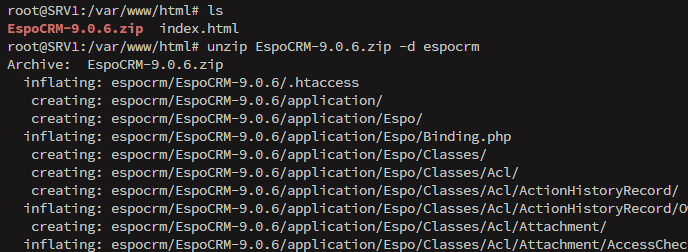 root@SRV1:/var/www/html# ls
EspoCRM-9.0.6.zip  index.html
root@SRV1:/var/www/html# unzip EspoCRM-9.0.6.zip -d espocrm
Archive:  EspoCRM-9.0.6.zip
  inflating: espocrm/EspoCRM-9.0.6/.htaccess
   creating: espocrm/EspoCRM-9.0.6/application/
   creating: espocrm/EspoCRM-9.0.6/application/Espo/
  inflating: espocrm/EspoCRM-9.0.6/application/Espo/Binding.php
   creating: espocrm/EspoCRM-9.0.6/application/Espo/Classes/
   creating: espocrm/EspoCRM-9.0.6/application/Espo/Classes/Acl/
   creating: espocrm/EspoCRM-9.0.6/application/Espo/Classes/Acl/ActionHistoryRecord/
  inflating: espocrm/EspoCRM-9.0.6/application/Espo/Classes/Acl/ActionHistoryRecord/O
   creating: espocrm/EspoCRM-9.0.6/application/Espo/Classes/Acl/Attachment/
  inflating: espocrm/EspoCRM-9.0.6/application/Espo/Classes/Acl/Attachment/AccessChec